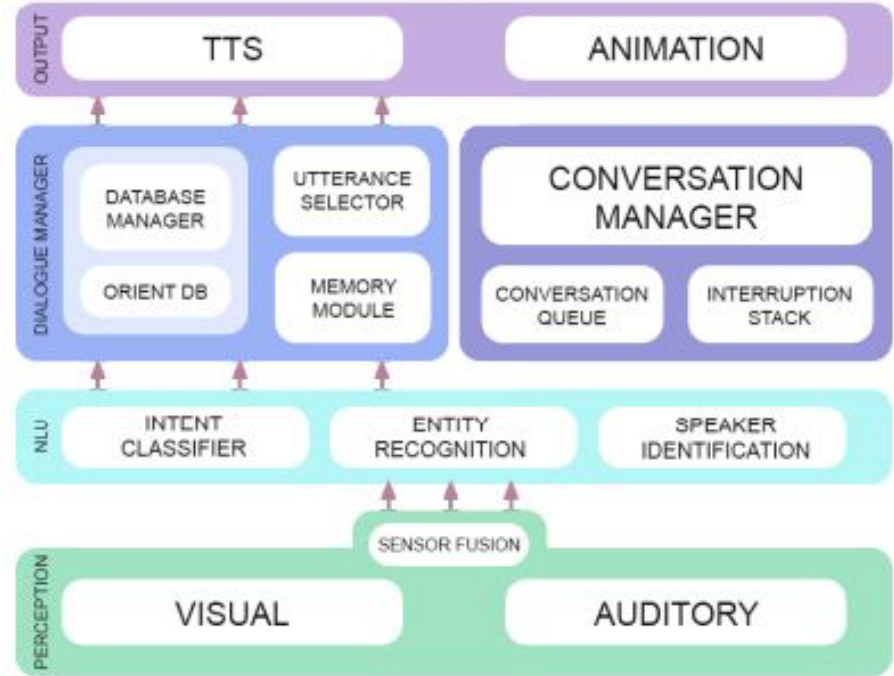 OUTPUT
TTS
ANIMATION
DIALOGUE MANAGER
DATABASE
MANAGER
ORIENT DB
UTTERANCE
SELECTOR
MEMORY
MODULE
CONVERSATION
MANAGER
CONVERSATION
QUEUE
INTERRUPTION
STACK
NLU
INTENT
CLASSIFIER
ENTITY
RECOGNITION
SPEAKER
IDENTIFICATION
SENSOR FUSION
PERCEPTION
VISUAL
AUDITORY